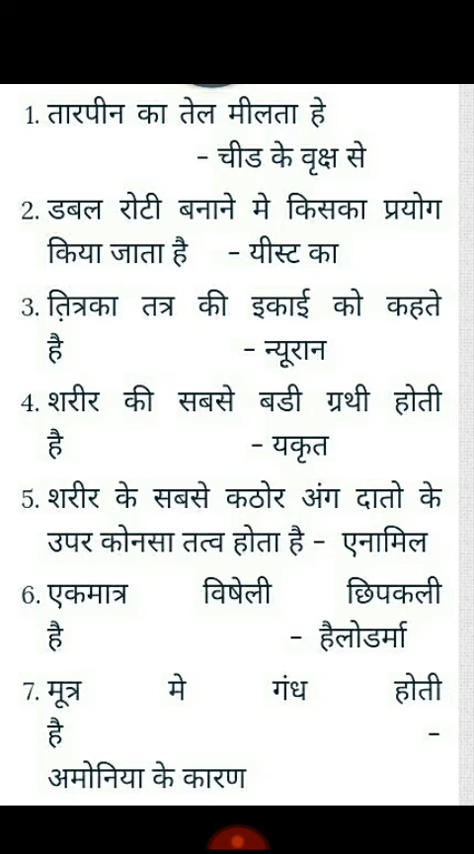 1. तारपीन का तेल मीलता हे
- चीड के वृक्ष से
2. डबल रोटी बनाने मे किसका प्रयोग
किया जाता है - यीस्ट का
3. त़्रिका तत्र की इकाई को कहते
है - न्यूरान
4. शरीर की सबसे बडी ग्रथी होती
है - यकृत
5. शरीर के सबसे कठोर अंग दातो के
उपर कोनसा तत्व होता है - एनामिल
6. एकमात्र विषेली छिपकली
है - हैलोडर्मा
7. मूत्र मे गंध होती
है -
अमोनिया के कारण